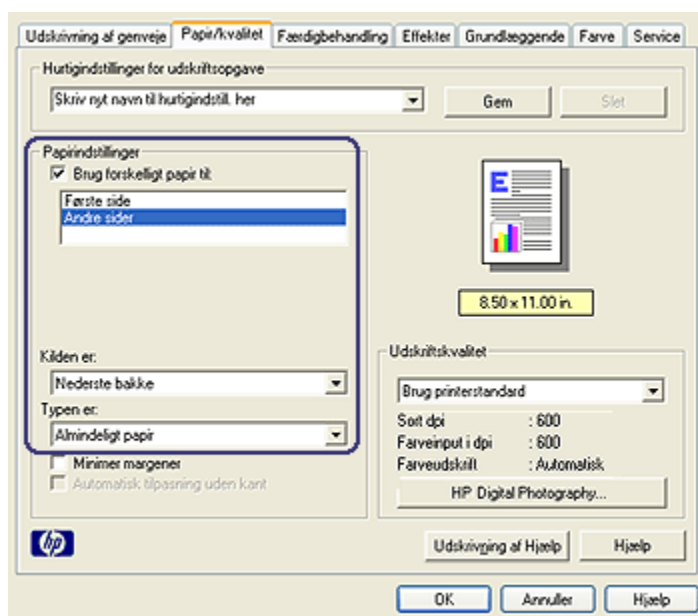 Udskrivning af genveje Papir/kvalitet Færdigbehandling Effekter Grundlæggende Farve Service
Hurtigindstillinger for udskriftsopgave
Skriv nyt navn til hurtigindstill. her
Gem
Slet
Papirindstillinger
Brug forskelligt papir til:
Første side
Andre sider
E
8.50 x 11.00 in.
Kilden er:
Nederste bakke
Typen er:
Almindeligt papir
Minimer margener
Automatisk tilpasning uden kant
Udskriftskvalitet
Brug printerstandard
Sort dpi : 600
Farveinput i dpi : 600
Farveudskrift : Automatisk
HP Digital Photography...
hp
Udskrivning af Hjælp
Hjælp
OK
Annuller
Hjælp